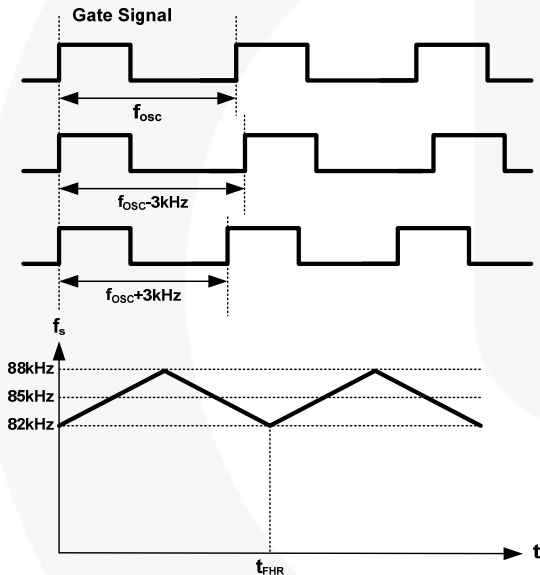 Gate Signal
fosc
fOSC-3kHz
fOSC+3kHz
fs
88kHz
85kHz
82kHz
tFHR
t